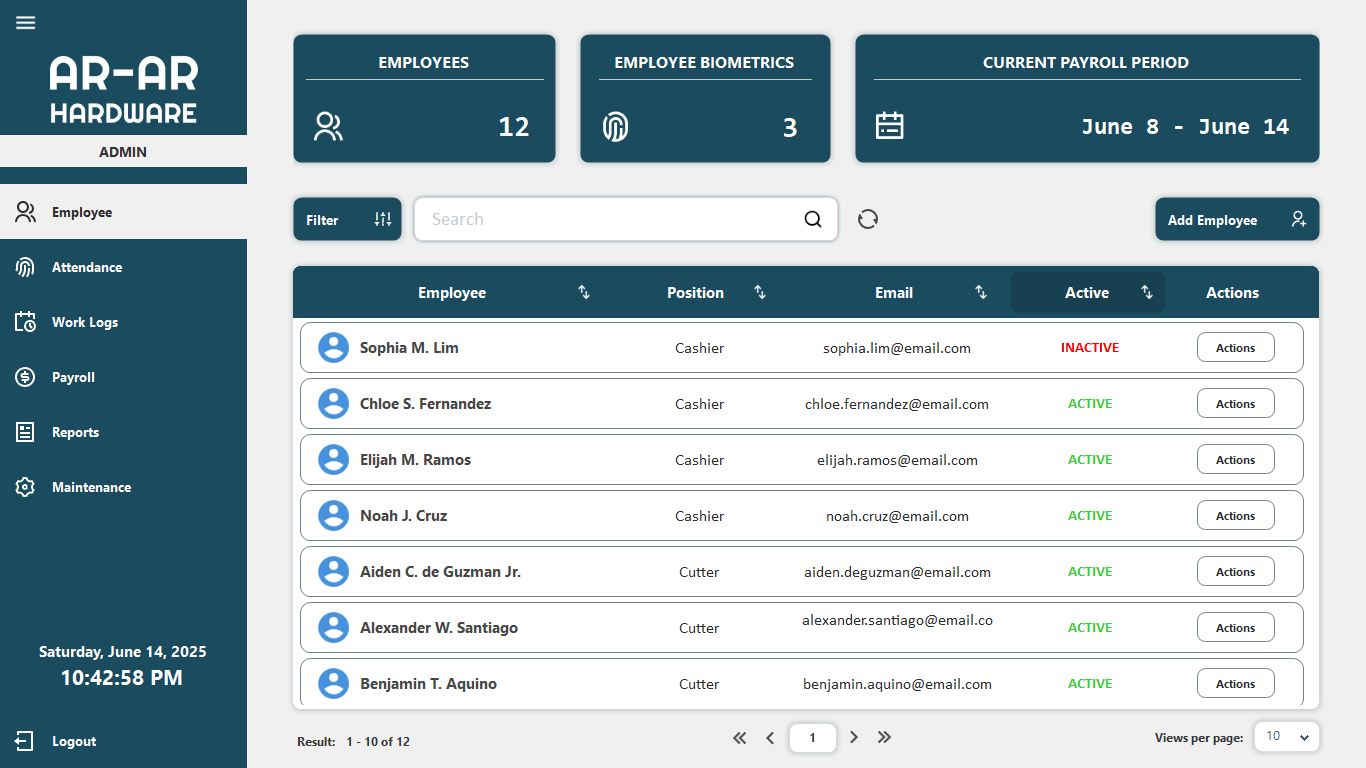 AR-AR
HARDWARE
ADMIN
Employee
Attendance
Work Logs
Payroll
Reports
Maintenance
Saturday, June 14, 2025
10:42:58 PM
Logout
EMPLOYEES
12
EMPLOYEE BIOMETRICS
3
CURRENT PAYROLL PERIOD
June 8 - June 14
Filter
Search
Add Employee
Employee Position Email Active Actions
Sophia M. Lim Cashier sophia.lim@email.com INACTIVE Actions
Chloe S. Fernandez Cashier chloe.fernandez@email.com ACTIVE Actions
Elijah M. Ramos Cashier elijah.ramos@email.com ACTIVE Actions
Noah J. Cruz Cashier noah.cruz@email.com ACTIVE Actions
Aiden C. de Guzman Jr. Cutter aiden.deguzman@email.com ACTIVE Actions
Alexander W. Santiago Cutter alexander.santiago@email.co ACTIVE Actions
Benjamin T. Aquino Cutter benjamin.aquino@email.com ACTIVE Actions
Result: 1 - 10 of 12
1
Views per page: 10